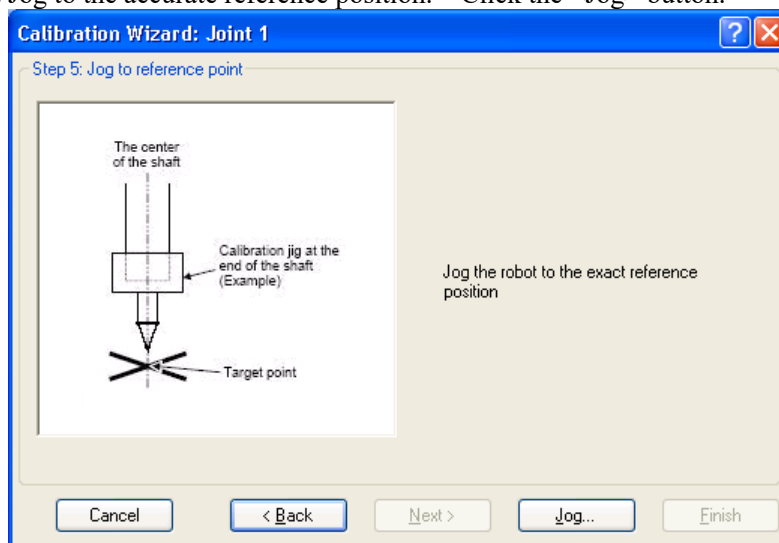 Jog to the accurate reference position. Click the "Jog" button.
Calibration Wizard: Joint 1
Step 5: Jog to reference point
The center
of the shaft
Calibration jig at the
end of the shaft
(Example)
Target point
Jog the robot to the exact reference
position
Cancel
< Back
Next >
Jog...
Finish